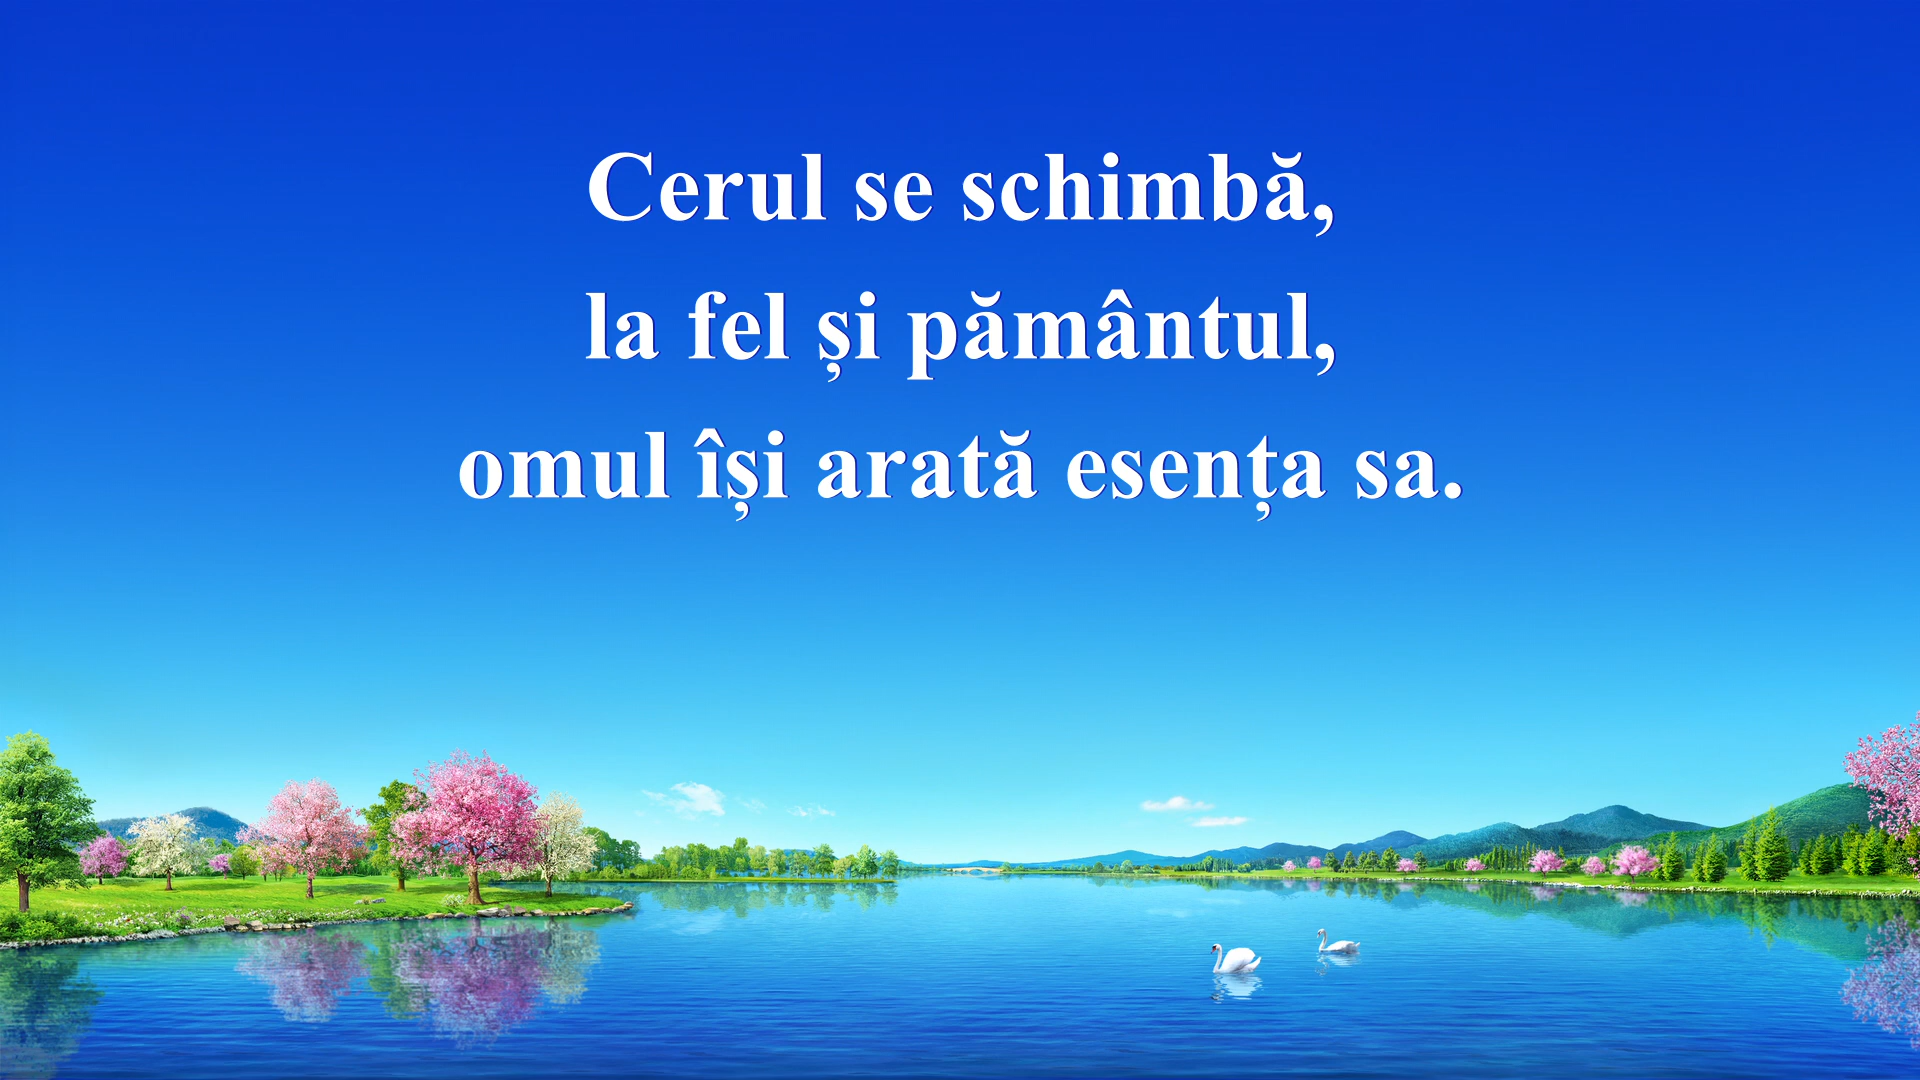 Cerul se schimbă,
la fel și pământul,
omul își arată esența sa.